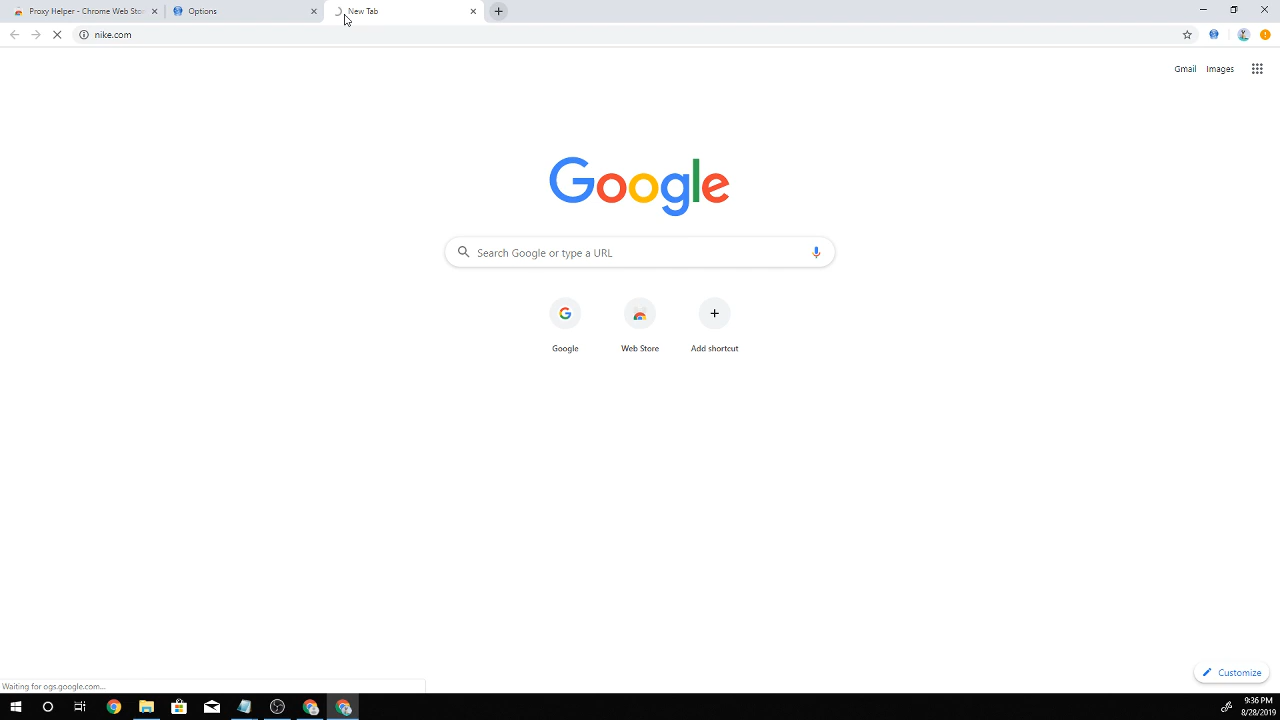 Proxy Helper - Chrome Web Sto
Options
New Tab
nike.com
Gmail
Images
Google
Search Google or type a URL
Google
Web Store
Add shortcut
Customize
Waiting for ogs.google.com...
9:36 PM
8/28/2019